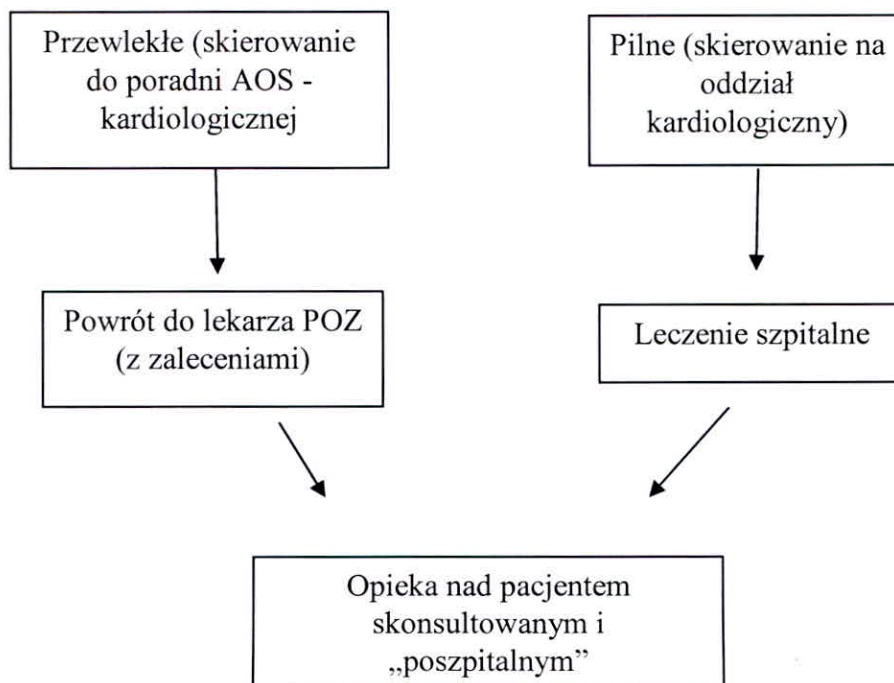 Przewlekłe (skierowanie
do poradni AOS -
kardiologicznej
Pilne (skierowanie na
oddział
kardiologiczny)
Powrót do lekarza POZ
(z zaleceniami)
Leczenie szpitalne
Opieka nad pacjentem
skonsultowanym i
„poszpitalnym”